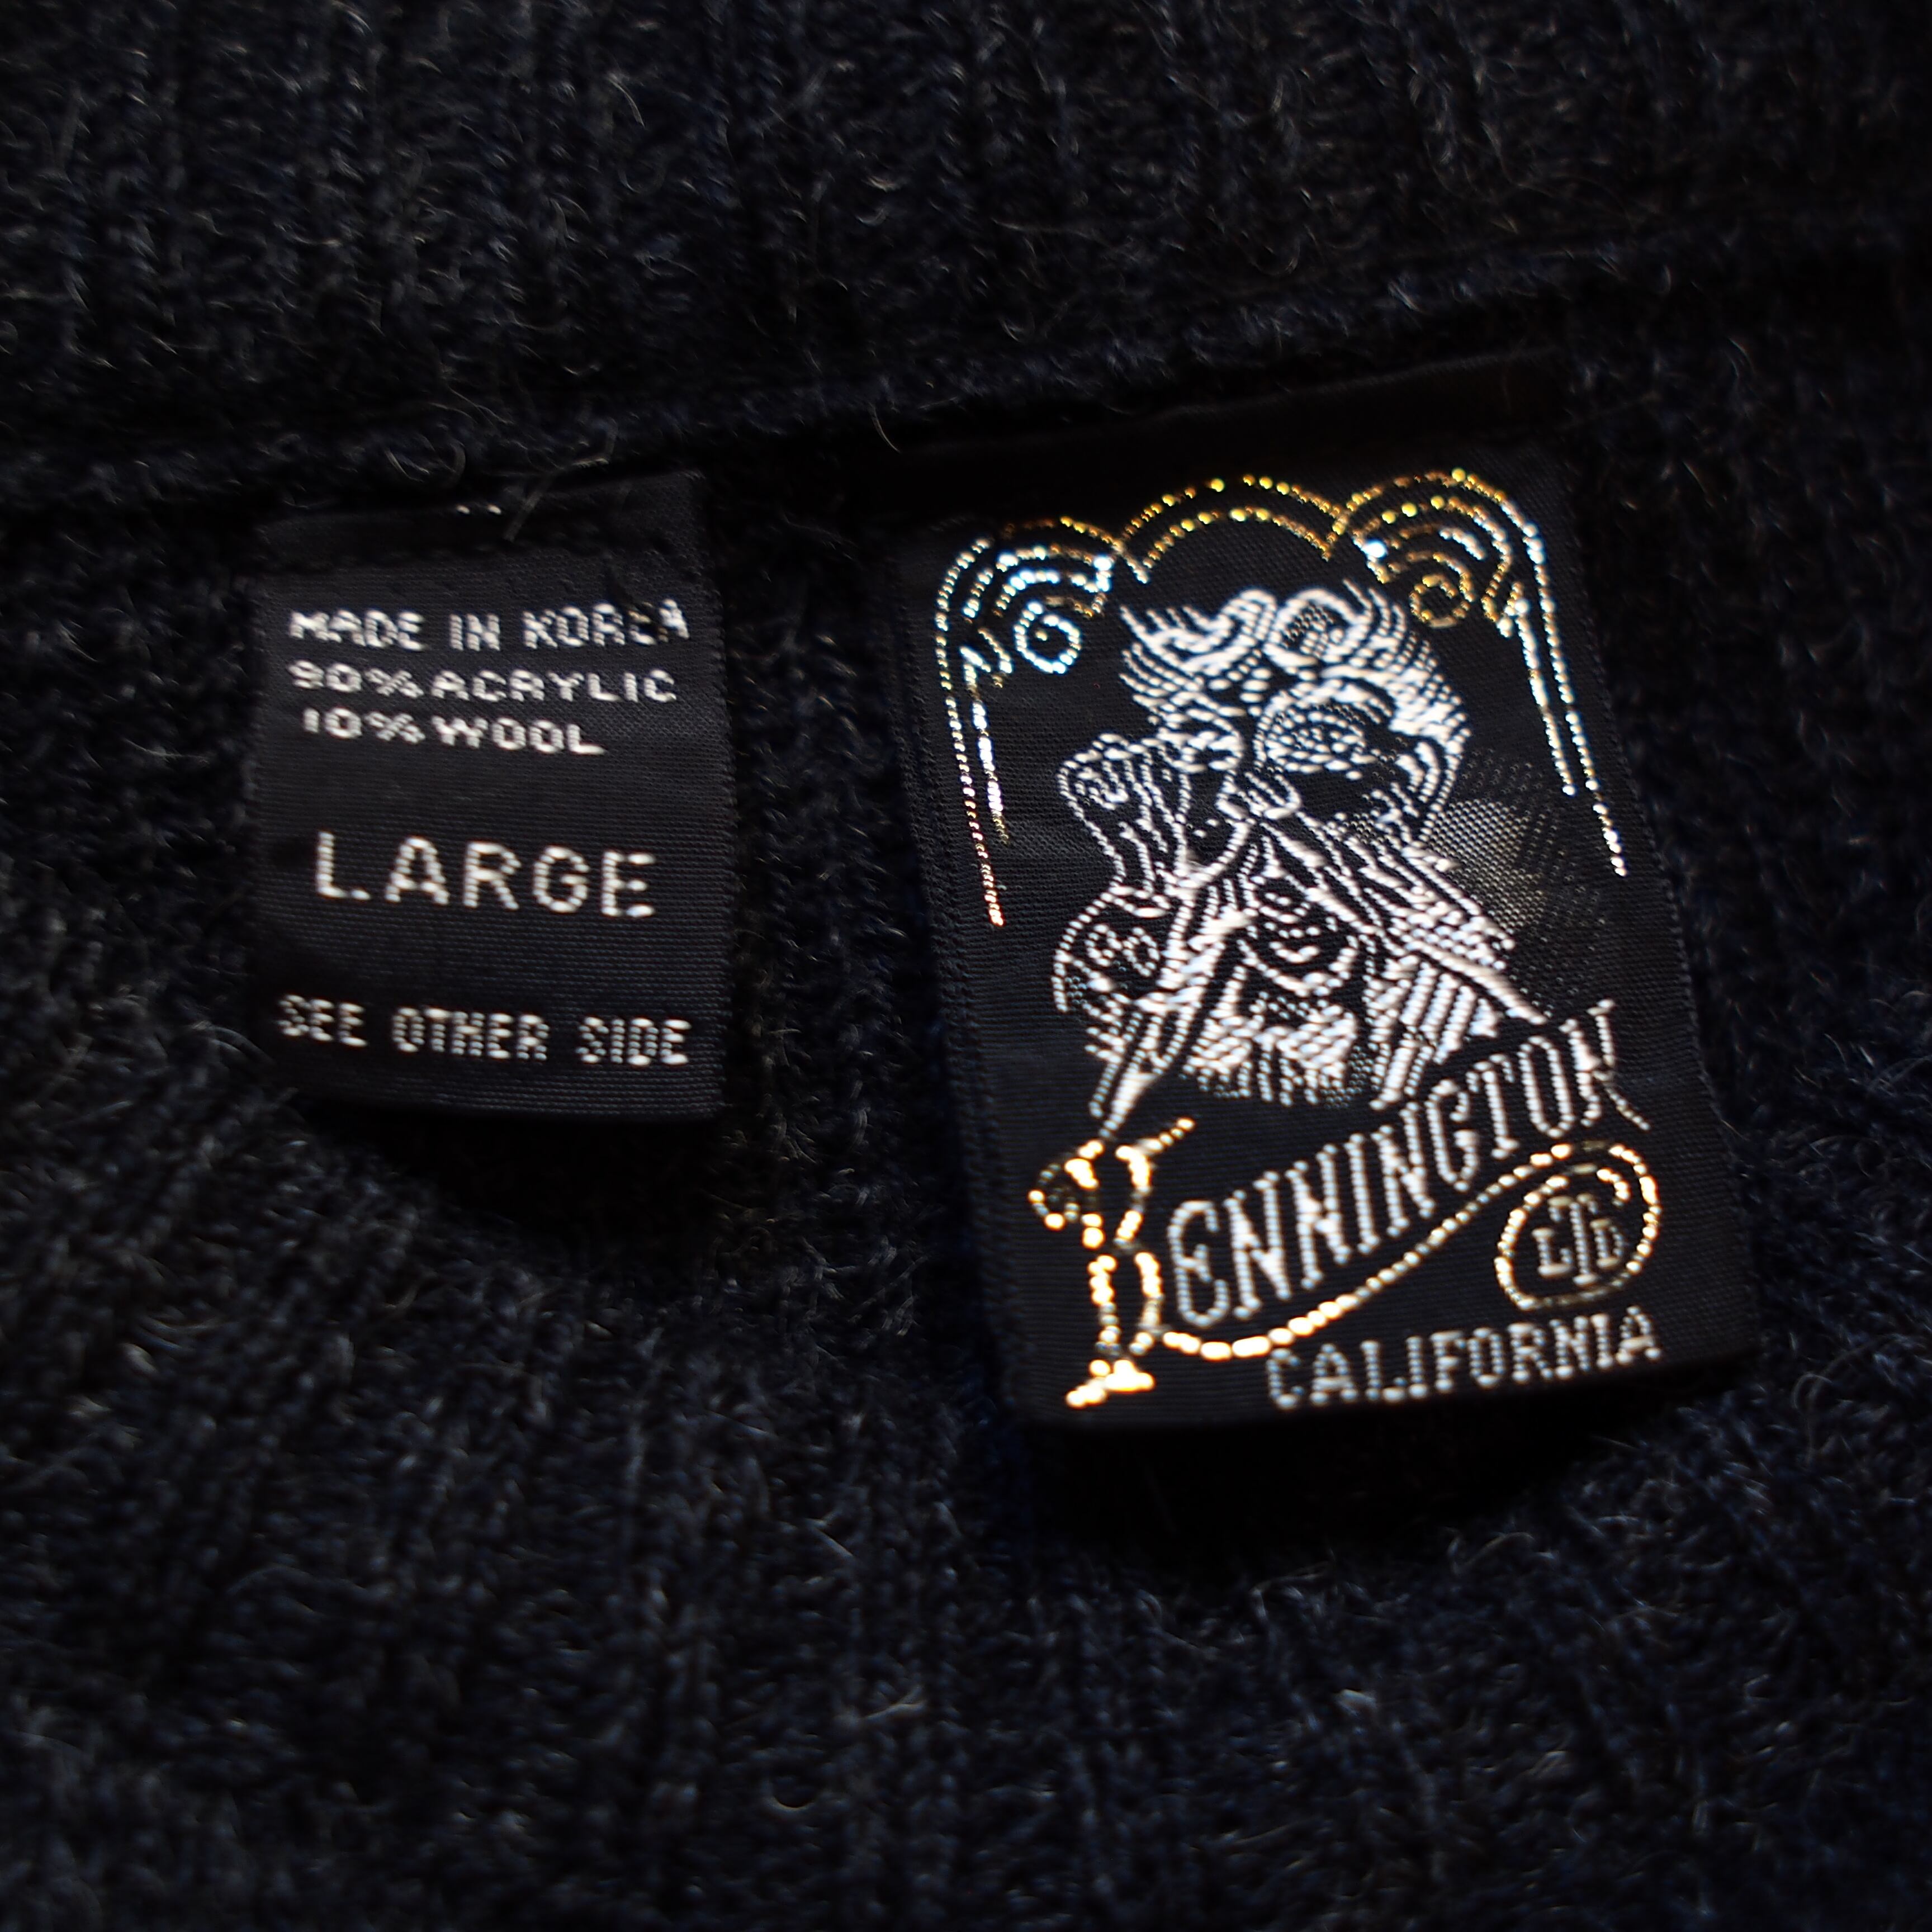 MADE IN KOREA
90% ACRYLIC
10% WOOL
LARGE
SEE OTHER SIDE
KENNINGTON
LTD
CALIFORNIA